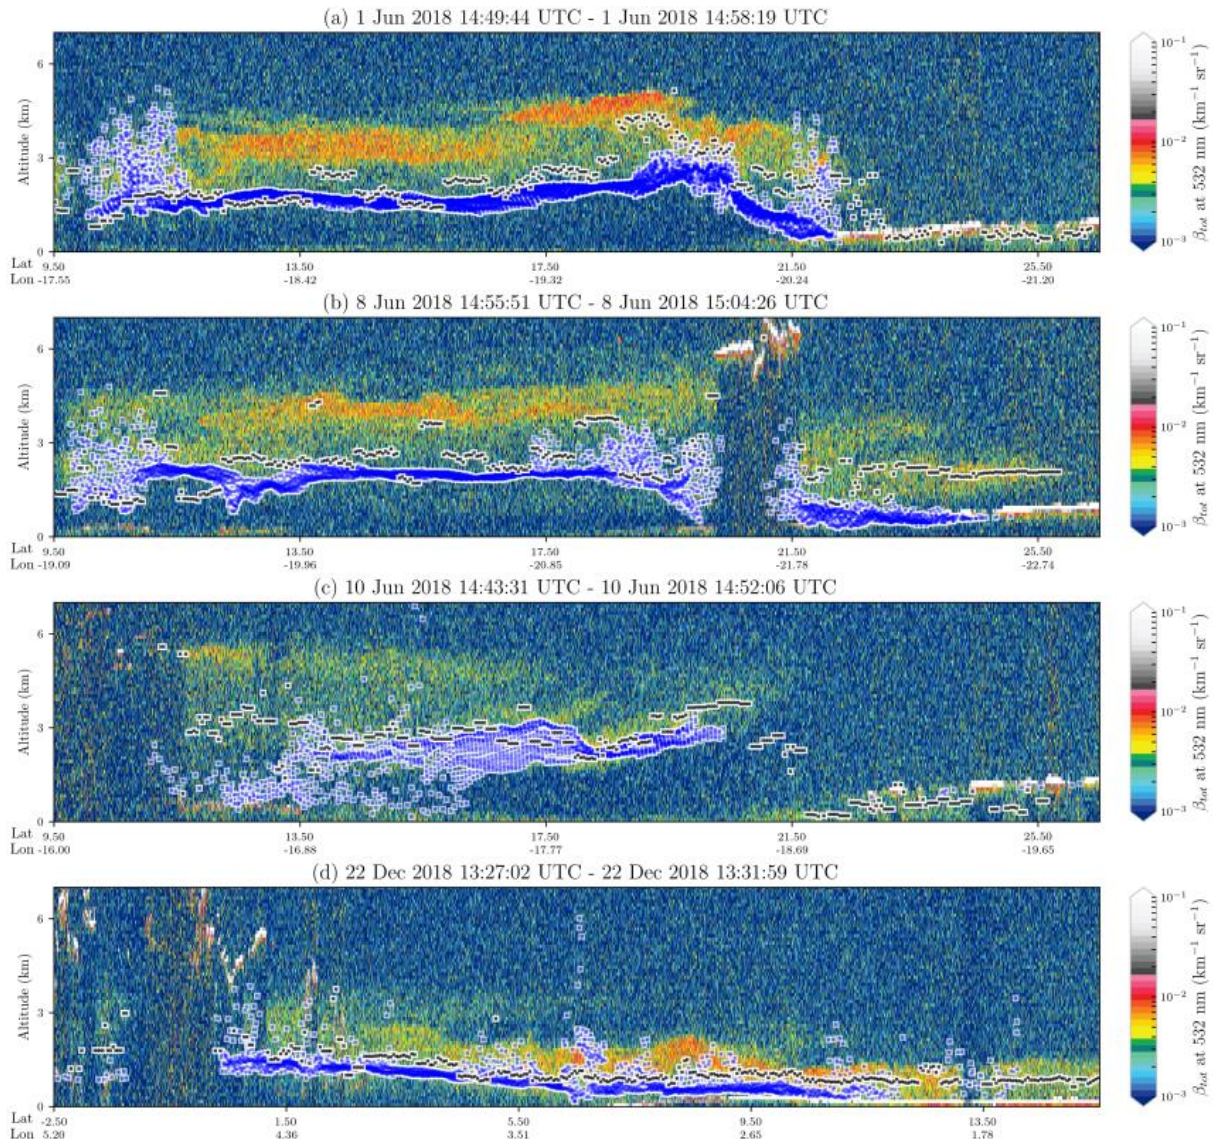 (a) 1 Jun 2018 14:49:44 UTC - 1 Jun 2018 14:58:19 UTC
Altitude (km)
6
3
0
Lat 9.50 13.50 17.50 21.50 25.50
Lon -17.55 -18.42 -19.32 -20.24 -21.20
10⁻¹
10⁻²
10⁻³
βtot at 532 nm (km⁻¹ sr⁻¹)
(b) 8 Jun 2018 14:55:51 UTC - 8 Jun 2018 15:04:26 UTC
Altitude (km)
6
3
0
Lat 9.50 13.50 17.50 21.50 25.50
Lon -19.09 -19.96 -20.85 -21.78 -22.74
10⁻¹
10⁻²
10⁻³
βtot at 532 nm (km⁻¹ sr⁻¹)
(c) 10 Jun 2018 14:43:31 UTC - 10 Jun 2018 14:52:06 UTC
Altitude (km)
6
3
0
Lat 9.50 13.50 17.50 21.50 25.50
Lon -16.00 -16.88 -17.77 -18.69 -19.65
10⁻¹
10⁻²
10⁻³
βtot at 532 nm (km⁻¹ sr⁻¹)
(d) 22 Dec 2018 13:27:02 UTC - 22 Dec 2018 13:31:59 UTC
Altitude (km)
6
3
0
Lat -2.50 1.50 5.50 9.50 13.50
Lon 5.20 4.36 3.51 2.65 1.78
10⁻¹
10⁻²
10⁻³
βtot at 532 nm (km⁻¹ sr⁻¹)